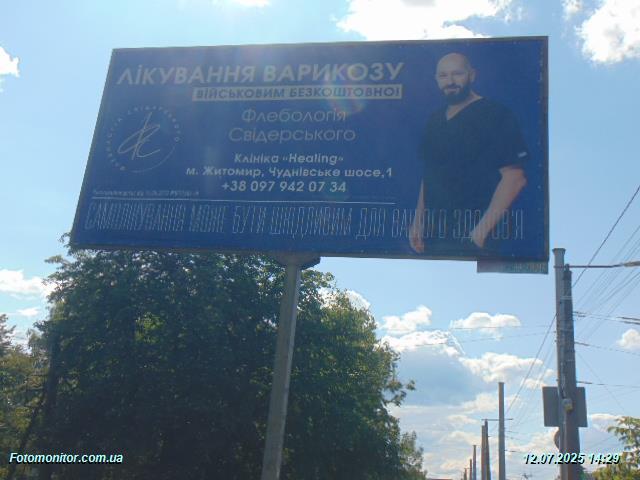 ЛІКУВАННЯ ВАРИКОЗУ
ВІЙСЬКОВИМ БЕЗКОШТОВНО!
Флебологія
Свідерського
Клініка «Healing»
м. Житомир, Чуднівське шосе,1
+38 097 942 07 34
САМОЛІКУВАННЯ МОЖЕ БУТИ ШКІДЛИВИМ ДЛЯ ВАШОГО ЗДОРОВ'Я
Fotomonitor.com.ua
12.07.2025 14:29